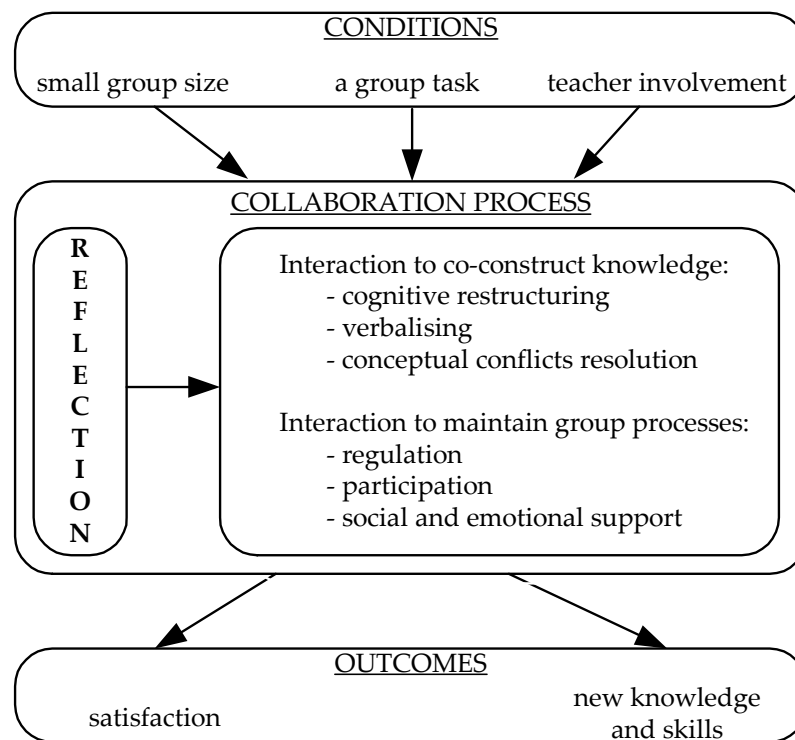 CONDITIONS
small group size
a group task
teacher involvement
COLLABORATION PROCESS
REFLECTION
Interaction to co-construct knowledge:
- cognitive restructuring
- verbalising
- conceptual conflicts resolution
Interaction to maintain group processes:
- regulation
- participation
- social and emotional support
OUTCOMES
satisfaction
new knowledge
and skills